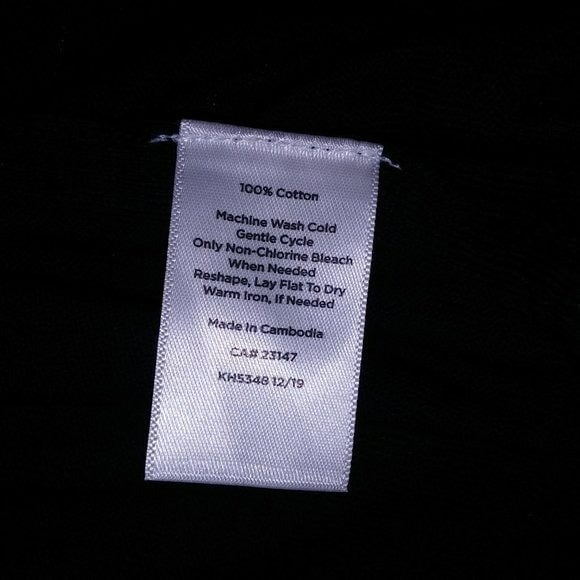 100% Cotton
Machine Wash Cold
Gentle Cycle
Only Non-Chlorine Bleach
When Needed
Reshape, Lay Flat To Dry
Warm Iron, If Needed
Made In Cambodia
CA# 23147
KH5348 12/19